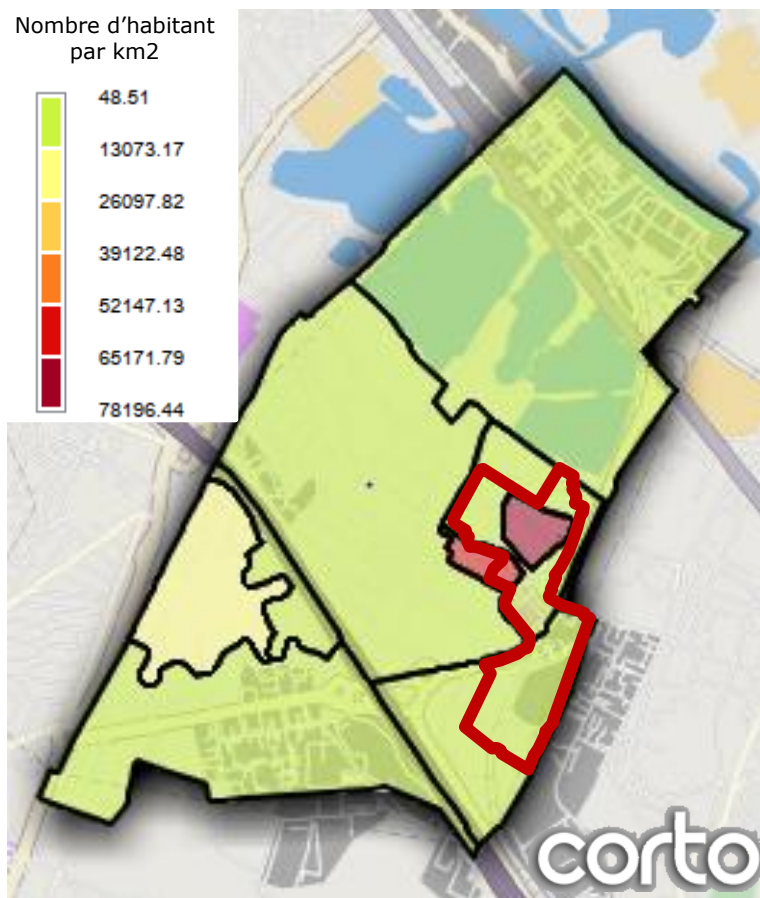 Nombre d’habitant
par km2
48.51
13073.17
26097.82
39122.48
52147.13
65171.79
78196.44
corto